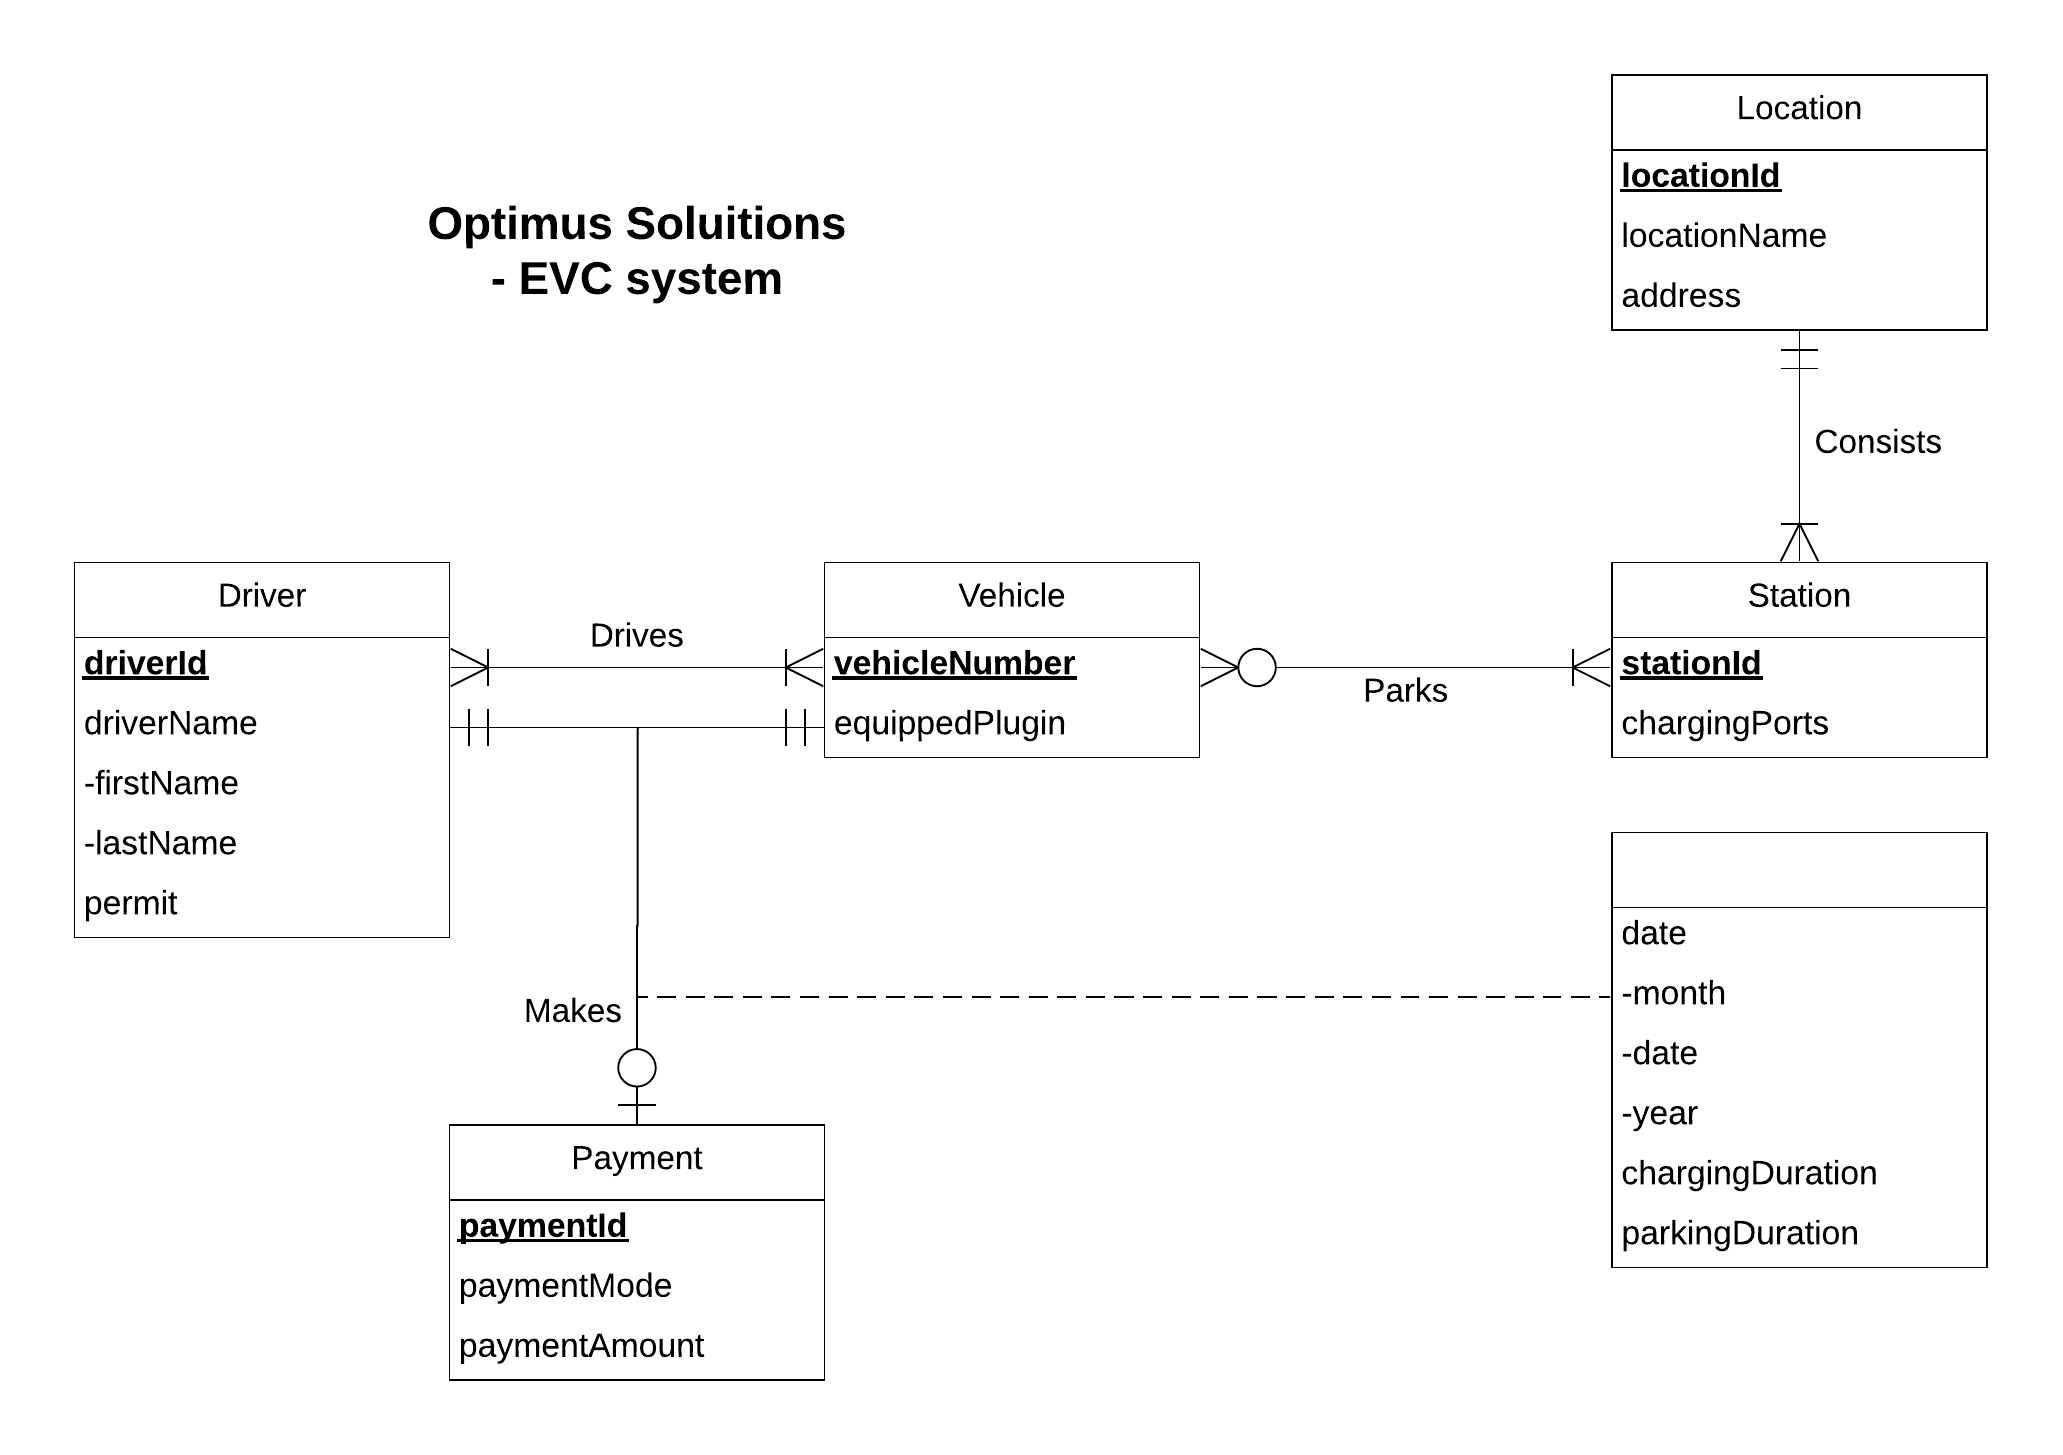 Location
locationId
locationName
address
Optimus Soluitions
- EVC system
Consists
Driver
driverId
driverName
-firstName
-lastName
permit
Drives
Vehicle
vehicleNumber
equippedPlugin
Parks
Station
stationId
chargingPorts
Makes
date
-month
-date
-year
chargingDuration
parkingDuration
Payment
paymentId
paymentMode
paymentAmount